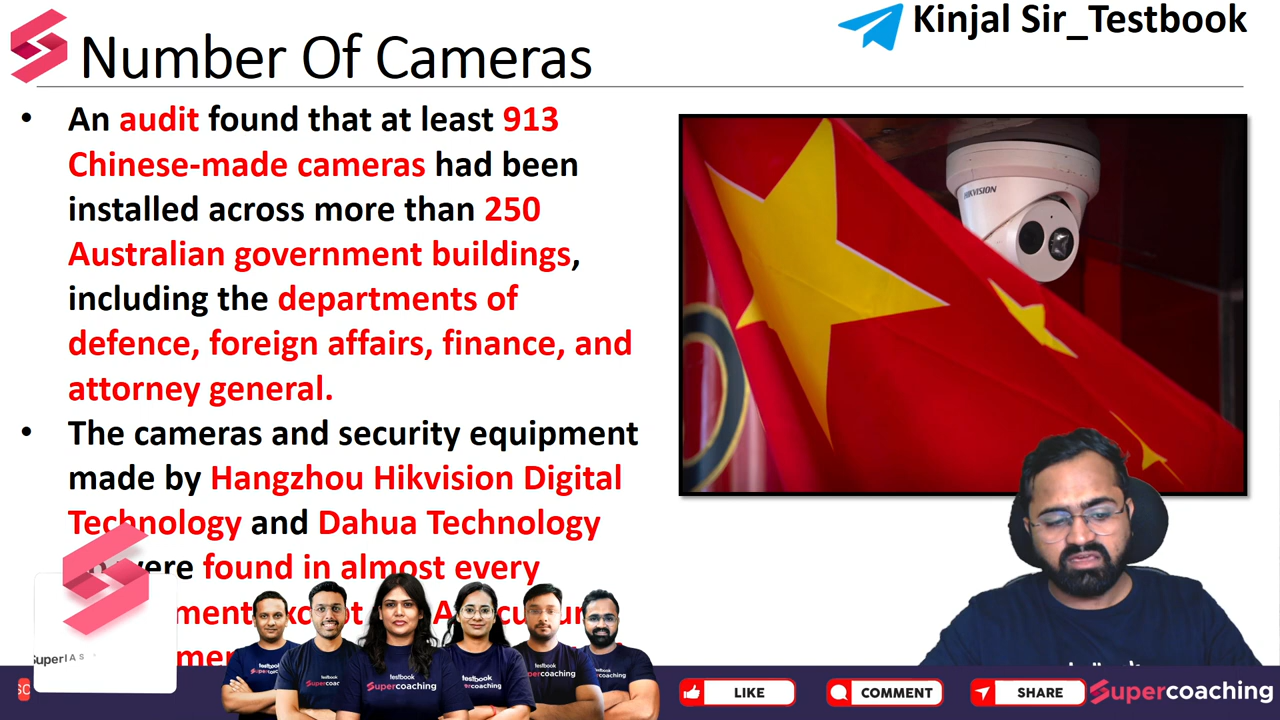 Kinjal Sir_Testbook
Number Of Cameras
• An audit found that at least 913
Chinese-made cameras had been
installed across more than 250
Australian government buildings,
including the departments of
defence, foreign affairs, finance, and
attorney general.
• The cameras and security equipment
made by Hangzhou Hikvision Digital
Technology and Dahua Technology
found in almost every
HIKVISION
SuperIAS
testbook
Supercoaching
LIKE
COMMENT
SHARE
Supercoaching